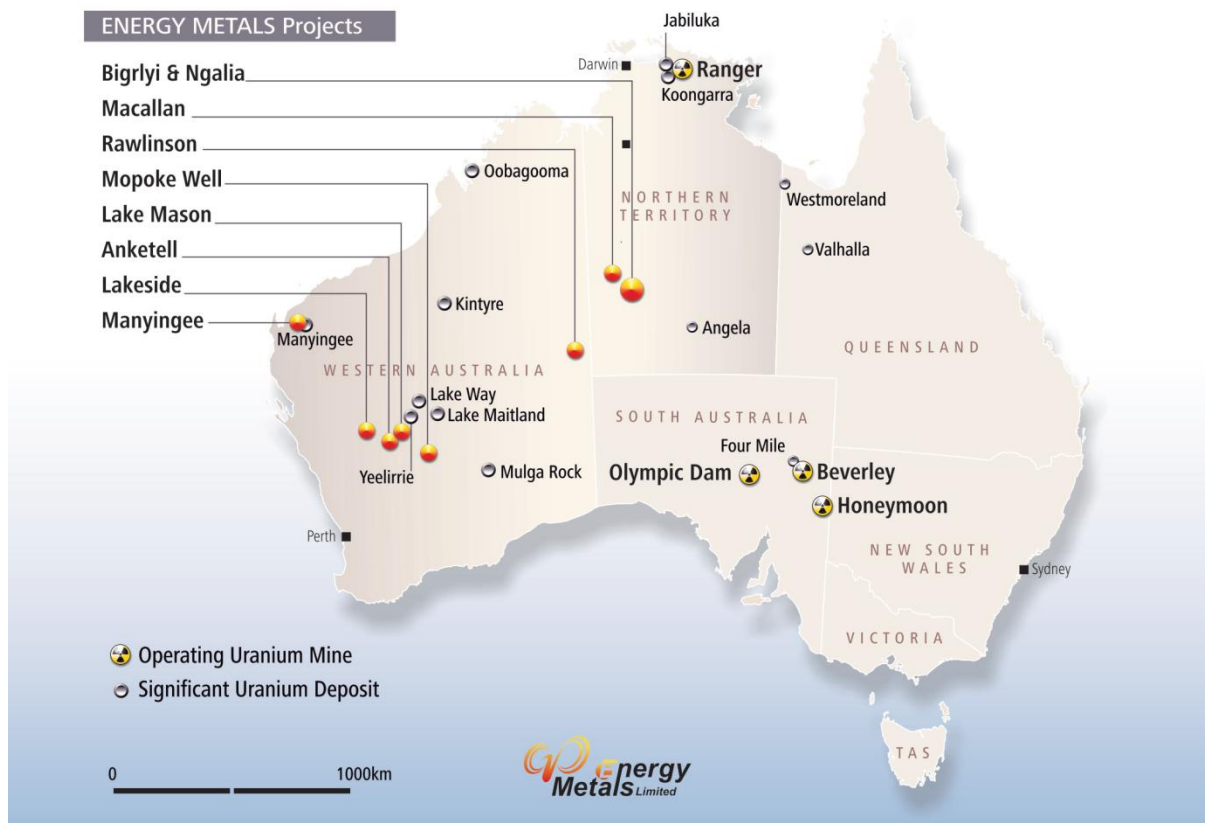 ENERGY METALS Projects
Bigrlyi & Ngalia
Macallan
Rawlinson
Mopoke Well
Lake Mason
Anketell
Lakeside
Manyingee
Jabiluka
Darwin
Ranger
Koongarra
Oobagooma
NORTHERN
TERRITORY
Westmoreland
Valhalla
Kintyre
Manyingee
Angela
QUEENSLAND
WESTERN AUSTRALIA
Lake Way
Lake Maitland
SOUTH AUSTRALIA
Four Mile
Yeelirrie
Mulga Rock
Olympic Dam
Beverley
Honeymoon
Perth
NEW SOUTH
WALES
Sydney
VICTORIA
Operating Uranium Mine
Significant Uranium Deposit
TAS
0 1000km
Energy
Metals Limited